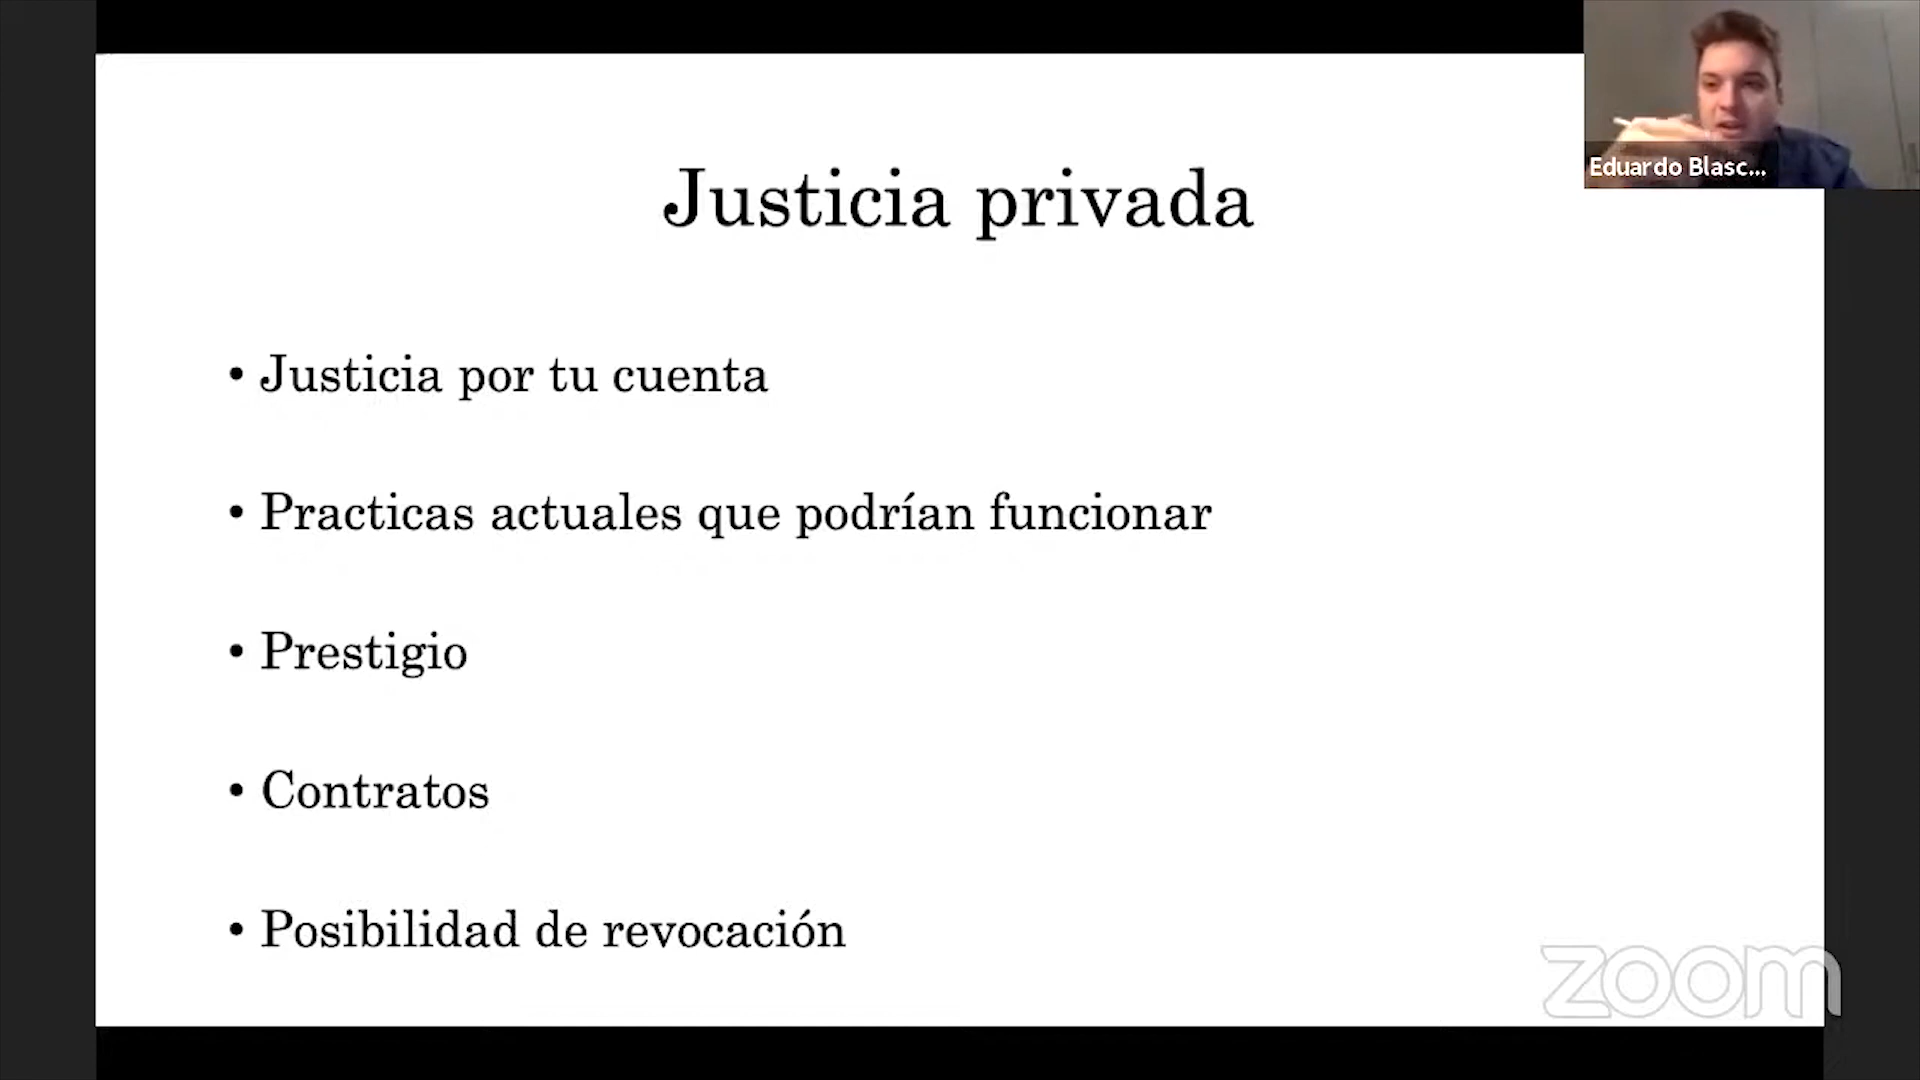 Eduardo Blasc...
Justicia privada
• Justicia por tu cuenta
• Practicas actuales que podrían funcionar
• Prestigio
• Contratos
• Posibilidad de revocación
zoom